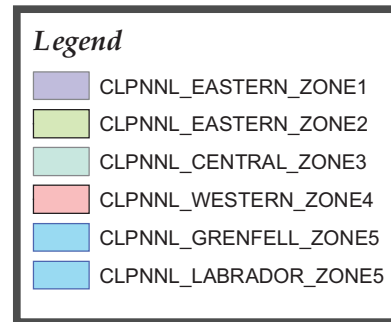 Legend
CLPNNL_EASTERN_ZONE1
CLPNNL_EASTERN_ZONE2
CLPNNL_CENTRAL_ZONE3
CLPNNL_WESTERN_ZONE4
CLPNNL_GRENFELL_ZONE5
CLPNNL_LABRADOR_ZONE5